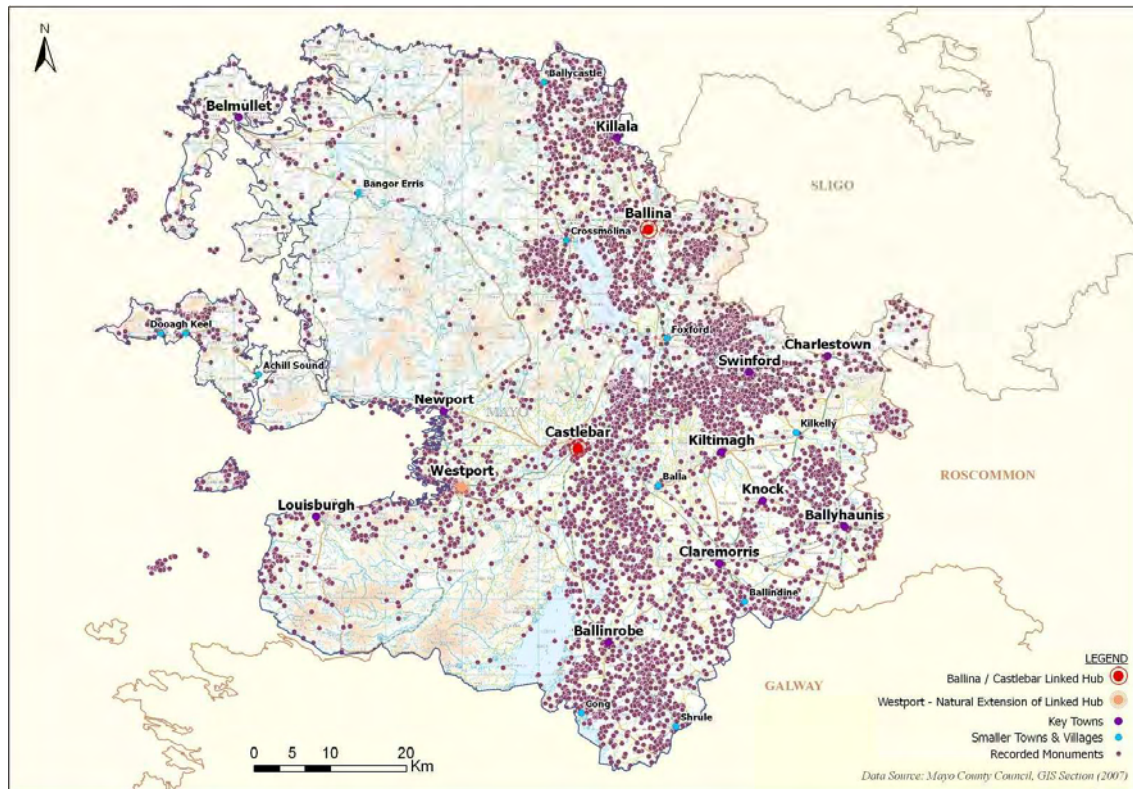 N
Ballycastle
Belmullet
Killala
Bangor Erris
SLIGO
Ballina
Crossmolina
Dooagh Keel
Foxford
Charlestown
Swinford
Achill Sound
Newport
MAYO
Castlebar
Kilkelly
Kiltimagh
Westport
Balla
ROSCOMMON
Knock
Louisburgh
Ballyhaunis
Claremorris
Ballindine
Ballinrobe
GALWAY
Cong
Shrule
LEGEND
Ballina / Castlebar Linked Hub
Westport - Natural Extension of Linked Hub
Key Towns
Smaller Towns & Villages
Recorded Monuments
0 5 10 20
Km
Data Source: Mayo County Council, GIS Section (2007)